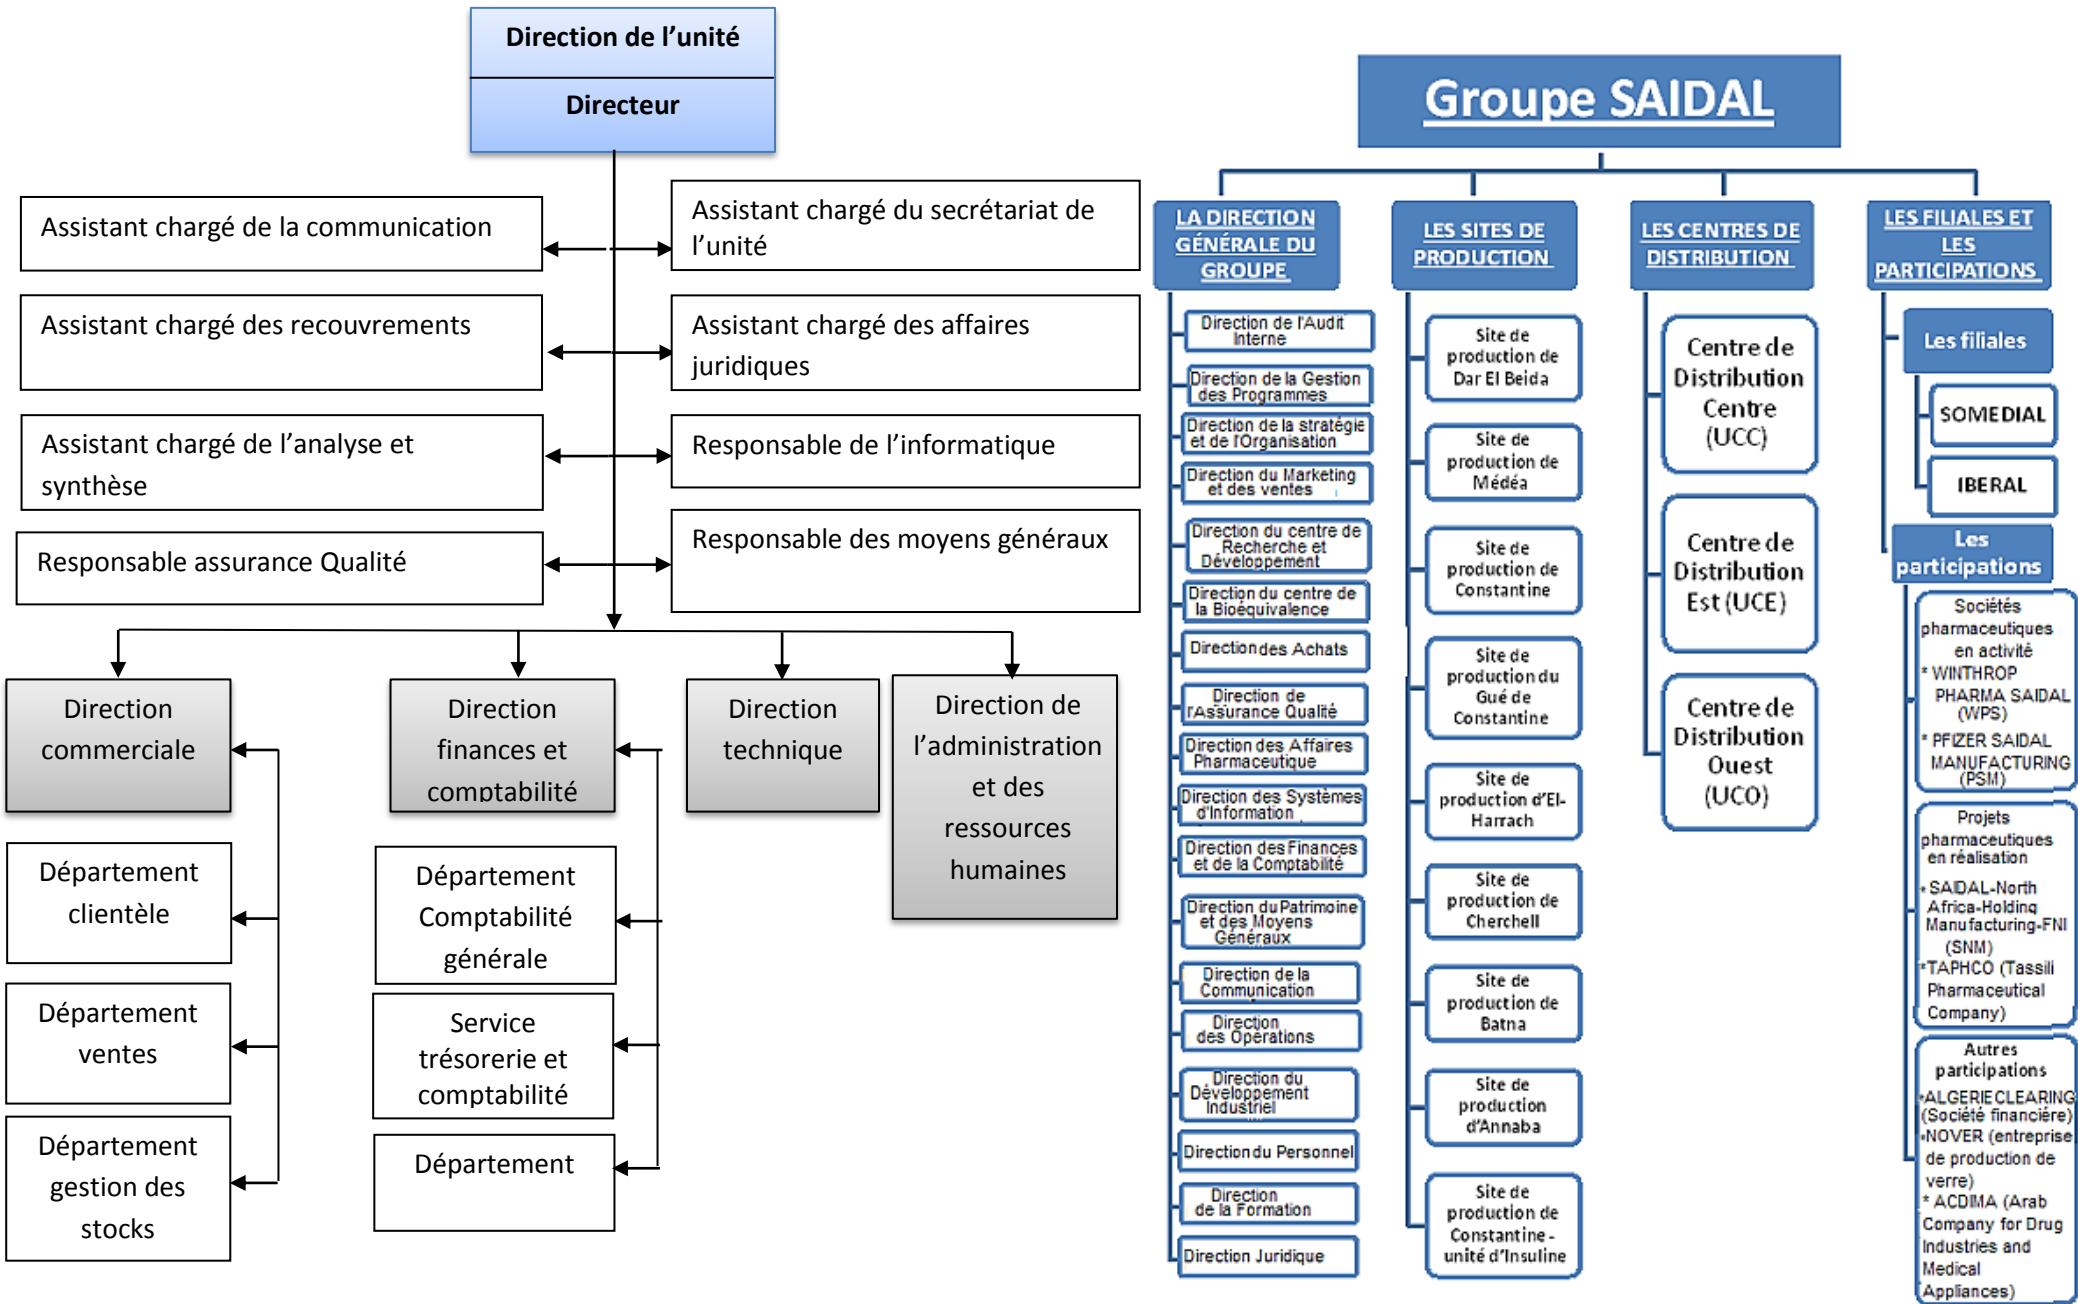 Direction de l’unité
Directeur
Assistant chargé de la communication
Assistant chargé du secrétariat de
l’unité
Assistant chargé des recouvrements
Assistant chargé des affaires
juridiques
Assistant chargé de l’analyse et
synthèse
Responsable de l’informatique
Responsable assurance Qualité
Responsable des moyens généraux
Direction
commerciale
Direction
finances et
comptabilité
Direction
technique
Direction de
l’administration
et des
ressources
humaines
Département
clientèle
Département
ventes
Département
gestion des
stocks
Département
Comptabilité
générale
Service
trésorerie et
comptabilité
Département
Groupe SAIDAL
LA DIRECTION
GÉNÉRALE DU
GROUPE
Direction de l'Audit
Interne
Direction de la Gestion
des Programmes
Direction de la stratégie
et de l'Organisation
Direction du Marketing
et des ventes
Direction du centre de
Recherche et
Développement
Direction du centre de
la Bioéquivalence
Direction des Achats
Direction de
l'Assurance Qualité
Direction des Affaires
Pharmaceutique
Direction des Systèmes
d'Information
Direction des Finances
et de la Comptabilité
Direction du Patrimoine
et des Moyens
Généraux
Direction de la
Communication
Direction
des Opérations
Direction du
Développement
Industriel
Direction du Personnel
Direction
de la Formation
Direction Juridique
LES SITES DE
PRODUCTION
Site de
production de
Dar El Beida
Site de
production de
Médéa
Site de
production de
Constantine
Site de
production du
Gué de
Constantine
Site de
production d’El-
Harrach
Site de
production de
Cherchell
Site de
production de
Batna
Site de
production
d’Annaba
Site de
production de
Constantine -
unité d’Insuline
LES CENTRES DE
DISTRIBUTION
Centre de
Distribution
Centre
(UCC)
Centre de
Distribution
Est (UCE)
Centre de
Distribution
Ouest
(UCO)
LES FILIALES ET
LES
PARTICIPATIONS
Les filiales
SOMEDIAL
IBERAL
Les
participations
Sociétés
pharmaceutiques
en activité
* WINTHROP
PHARMA SAIDAL
(WPS)
* PFIZER SAIDAL
MANUFACTURING
(PSM)
Projets
pharmaceutiques
en réalisation
* SAIDAL-North
Africa-Holding
Manufacturing-FNI
(SNM)
*TAPHCO (Tassili
Pharmaceutical
Company)
Autres
participations
*ALGERIE CLEARING
(Société financiére)
*NOVER (entreprise
de production de
verre)
* ACDIMA (Arab
Company for Drug
Industries and
Medical
Appliances)